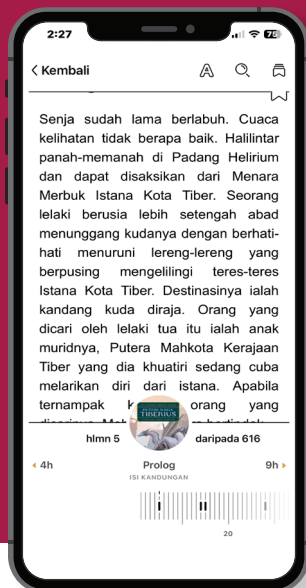 2:27
75
Kembali
A
Senja sudah lama berlabuh. Cuaca
kelihatan tidak berapa baik. Halilintar
panah-memanah di Padang Helirium
dan dapat disaksikan dari Menara
Merbuk Istana Kota Tiber. Seorang
lelaki berusia lebih setengah abad
menunggang kudanya dengan berhati-
hati menuruni lereng-lereng yang
berpusing mengelilingi teres-teres
Istana Kota Tiber. Destinasinya ialah
kandang kuda diraja. Orang yang
dicari oleh lelaki tua itu ialah anak
muridnya, Putera Mahkota Kerajaan
Tiber yang dia khuatiri sedang cuba
melarikan diri dari istana. Apabila
ternampak orang yang
TIBERIUS
hlmn 5 daripada 616
4h Prolog 9h
ISI KANDUNGAN
20